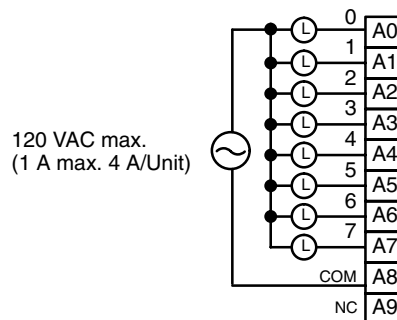 0
L
A0
1
L
A1
2
L
A2
3
L
A3
120 VAC max.
(1 A max. 4 A/Unit)
4
L
A4
5
L
A5
6
L
A6
7
L
A7
COM
A8
NC
A9